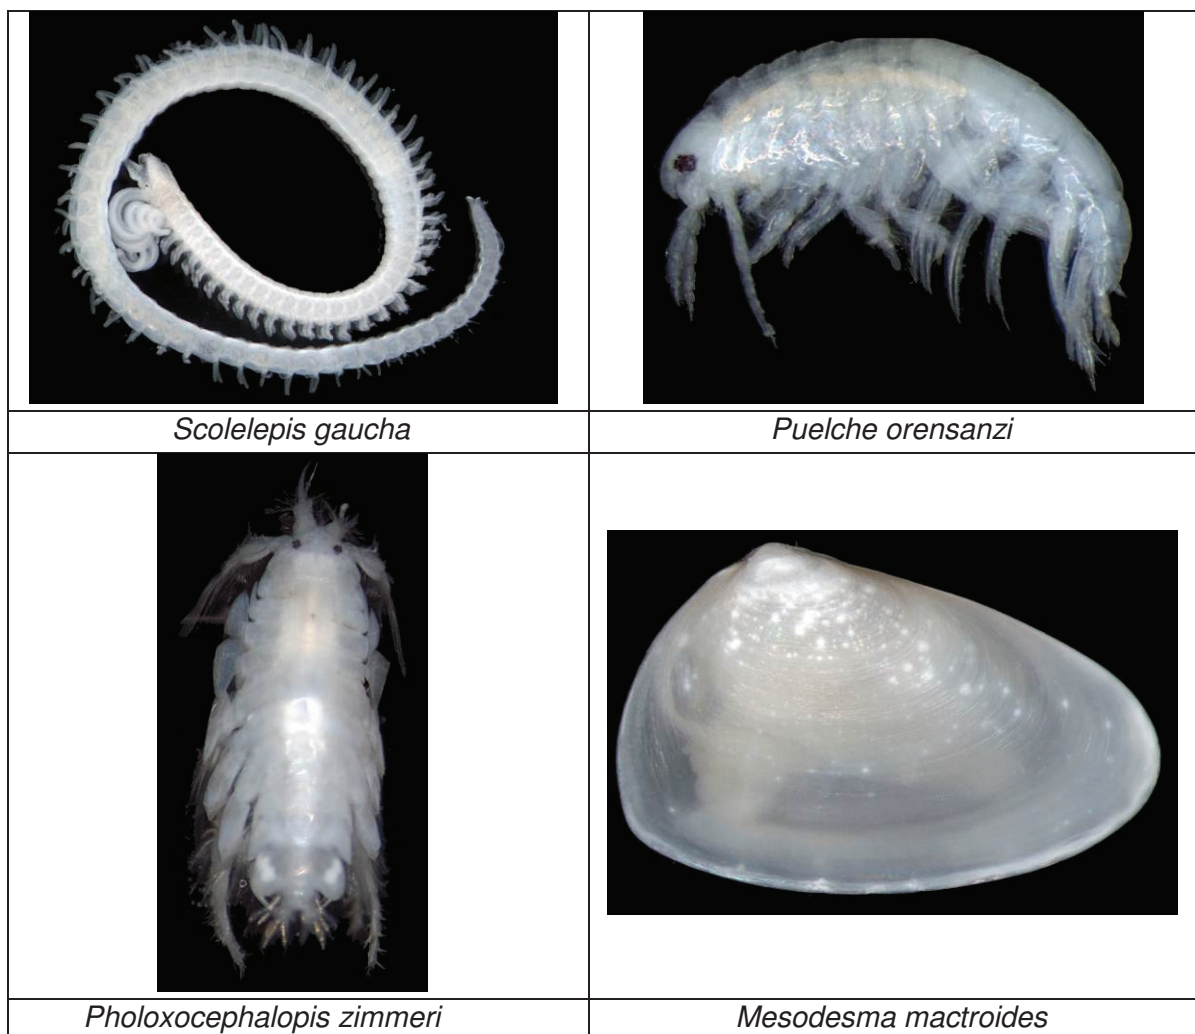 Scolelepis gaucha
Puelche orensanzi
Pholoxocephalopis zimmeri
Mesodesma mactroides